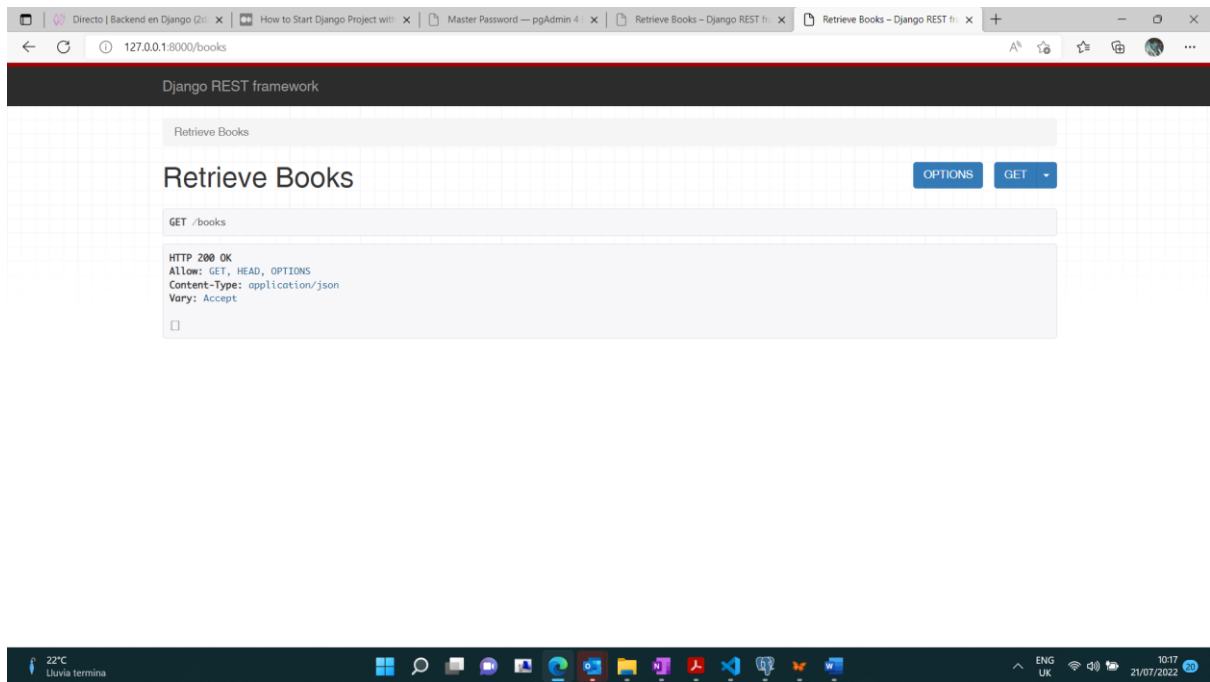 Directo | Backend en Django (2d
How to Start Django Project with
Master Password — pgAdmin 4
Retrieve Books – Django REST fr
Retrieve Books – Django REST fr
127.0.0.1:8000/books
Django REST framework
Retrieve Books
Retrieve Books
OPTIONS
GET
GET /books
HTTP 200 OK
Allow: GET, HEAD, OPTIONS
Content-Type: application/json
Vary: Accept
[]
22°C
Lluvia termina
ENG
UK
10:17
21/07/2022
20